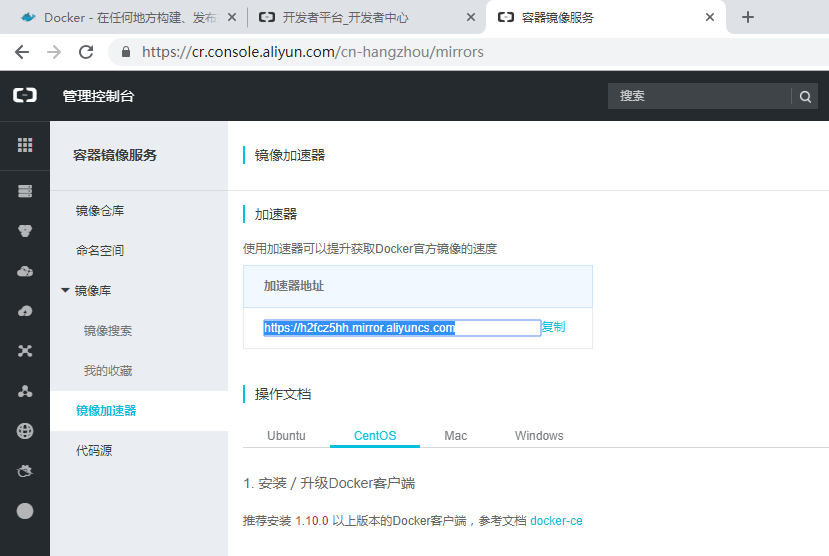 Docker - 在任何地方构建、发布
开发者平台_开发者中心
容器镜像服务
https://cr.console.aliyun.com/cn-hangzhou/mirrors
管理控制台
搜索
容器镜像服务
镜像仓库
命名空间
镜像库
镜像搜索
我的收藏
镜像加速器
代码源
镜像加速器
加速器
使用加速器可以提升获取Docker官方镜像的速度
加速器地址
https://h2fcz5hh.mirror.aliyuncs.com 复制
操作文档
Ubuntu CentOS Mac Windows
1. 安装 / 升级Docker客户端
推荐安装 1.10.0 以上版本的Docker客户端，参考文档 docker-ce